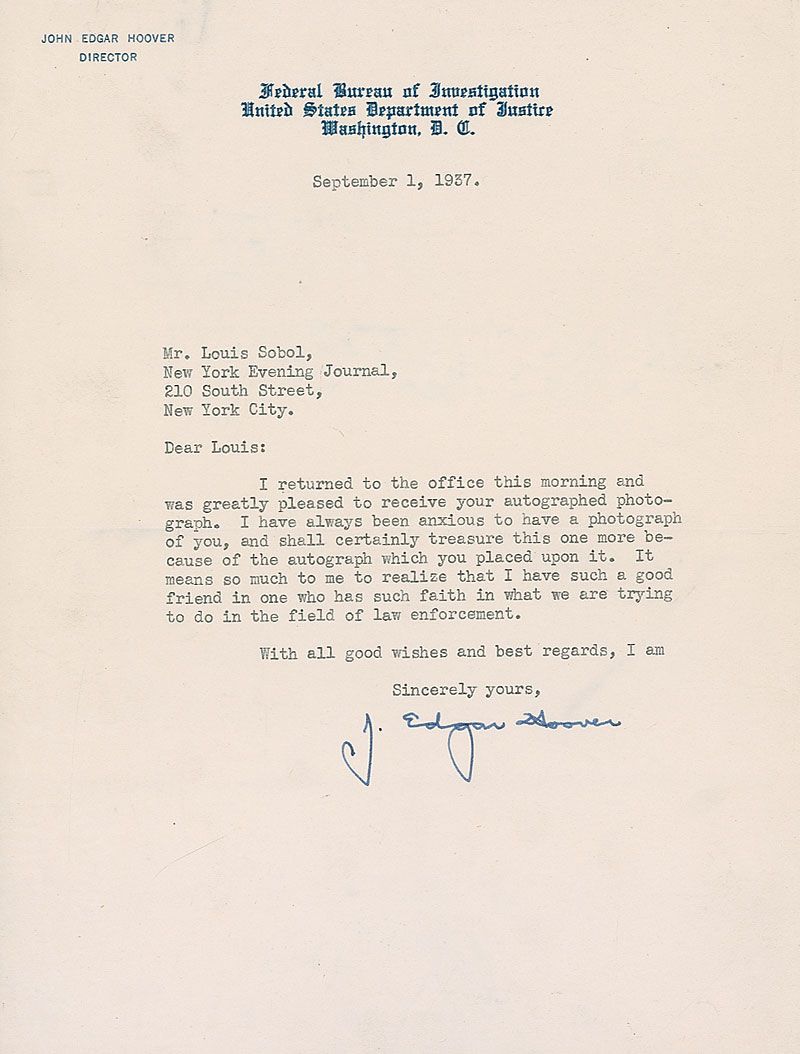 JOHN EDGAR HOOVER
DIRECTOR
Federal Bureau of Investigation
United States Department of Justice
Washington, D. C.
September 1, 1937.
Mr. Louis Sobol,
New York Evening Journal,
210 South Street,
New York City.
Dear Louis:
I returned to the office this morning and
was greatly pleased to receive your autographed photo-
graph. I have always been anxious to have a photograph
of you, and shall certainly treasure this one more be-
cause of the autograph which you placed upon it. It
means so much to me to realize that I have such a good
friend in one who has such faith in what we are trying
to do in the field of law enforcement.
With all good wishes and best regards, I am
Sincerely yours,
J. Edgar Hoover